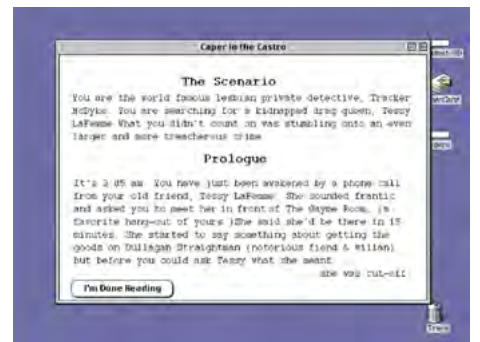 Caper in the Castro
The Scenario
You are the world famous lesbian private detective, Tracker
McDyke. You are searching for a kidnapped drag queen, Tessy
LaFemme What you didn't count on was stumbling onto an even
larger and more treacherous crime
Prologue
It's 3 05 am You have just been awakened by a phone call
from your old friend, Tessy LaFemme. She sounded frantic
and asked you to meet her in front of The Gayme Room, (a
favorite hang-out of yours )She said she'd be there in 15
minutes. She started to say something about getting the
goods on Dullagan Straightman (notorious fiend & villan)
but before you could ask Tessy what she meant
she was cut-off
I'm Done Reading
Trash